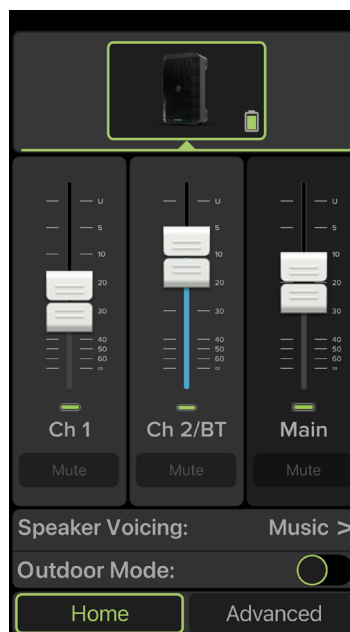 U U U
5 5 5
10 10 10
20 20 20
30 30 30
40 40 40
50 50 50
60 60 60
∞ ∞ ∞
Ch 1 Ch 2/BT Main
Mute Mute Mute
Speaker Voicing: Music >
Outdoor Mode:
Home Advanced